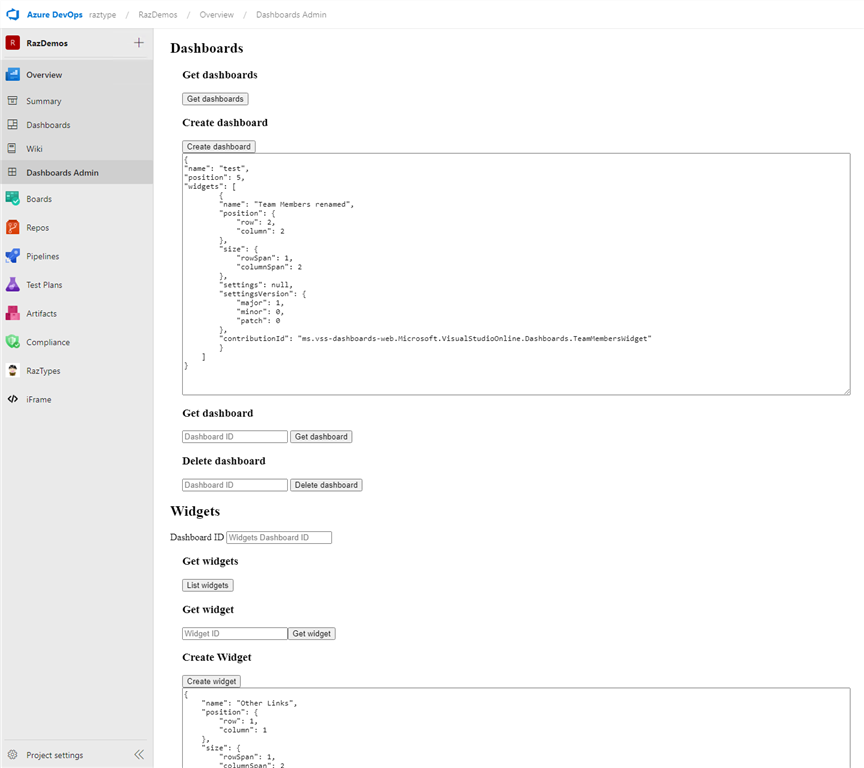 Azure DevOps raztype / RazDemos / Overview / Dashboards Admin
R RazDemos +
Overview
Summary
Dashboards
Wiki
Dashboards Admin
Boards
Repos
Pipelines
Test Plans
Artifacts
Compliance
RazTypes
iFrame
Project settings
Dashboards
Get dashboards
Get dashboards
Create dashboard
Create dashboard
{
"name": "test",
"position": 5,
"widgets": [
{
"name": "Team Members renamed",
"position": {
"row": 2,
"column": 2
},
"size": {
"rowSpan": 1,
"columnSpan": 2
},
"settings": null,
"settingsVersion": {
"major": 1,
"minor": 0,
"patch": 0
},
"contributionId": "ms.vss-dashboards-web.Microsoft.VisualStudioOnline.Dashboards.TeamMembersWidget"
}
]
}
Get dashboard
Dashboard ID Get dashboard
Delete dashboard
Dashboard ID Delete dashboard
Widgets
Dashboard ID Widgets Dashboard ID
Get widgets
List widgets
Get widget
Widget ID Get widget
Create Widget
Create widget
{
"name": "Other Links",
"position": {
"row": 1,
"column": 1
},
"size": {
"rowSpan": 1,
"columnSpan": 2